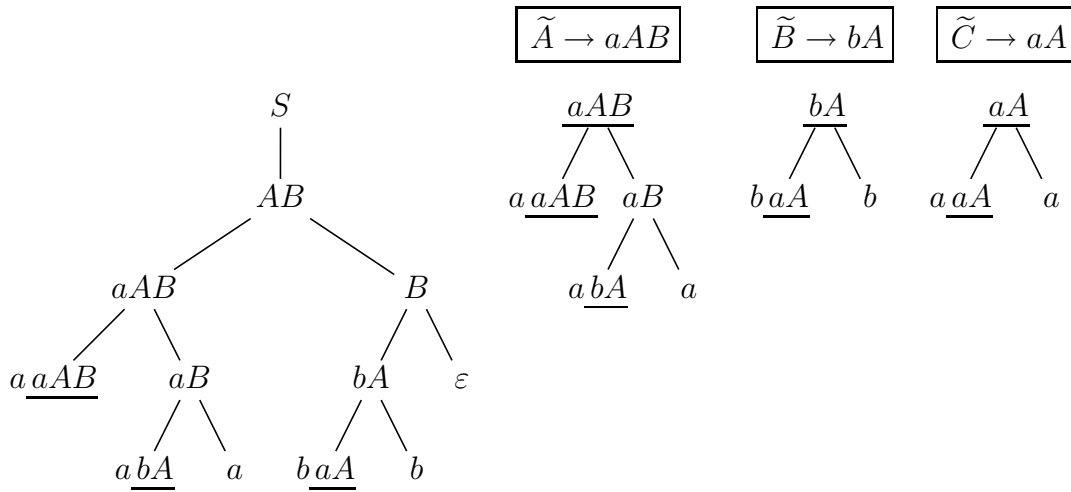 Ã → aAB B̃ → bA C̃ → aA
S aAB bA aA
AB a aAB aB b aA b a aA a
aAB B a bA a
a aAB aB bA ε
a bA a b aA b